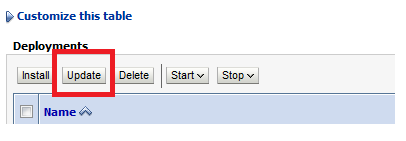 Customize this table
Deployments
Install Update Delete Start Stop
Name